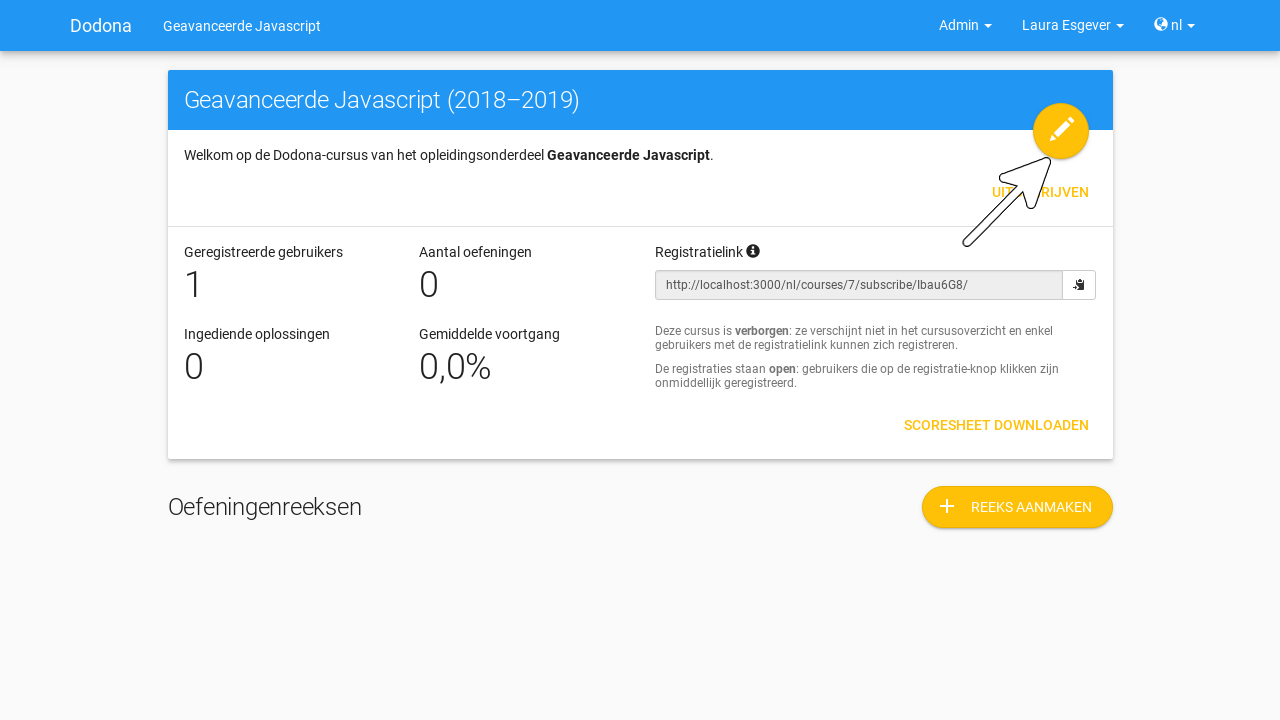 Dodona Geavanceerde Javascript Admin Laura Esgever nl
Geavanceerde Javascript (2018–2019)
Welkom op de Dodona-cursus van het opleidingsonderdeel Geavanceerde Javascript.
Geregistreerde gebruikers
1
Aantal oefeningen
0
Registratielink
http://localhost:3000/nl/courses/7/subscribe/Ibau6G8/
Ingediende oplossingen
0
Gemiddelde voortgang
0,0%
Deze cursus is verborgen: ze verschijnt niet in het cursusoverzicht en enkel
gebruikers met de registratielink kunnen zich registreren.
De registraties staan open: gebruikers die op de registratie-knop klikken zijn
onmiddellijk geregistreerd.
SCORESHEET DOWNLOADEN
Oefeningenreeksen
REEKS AANMAKEN